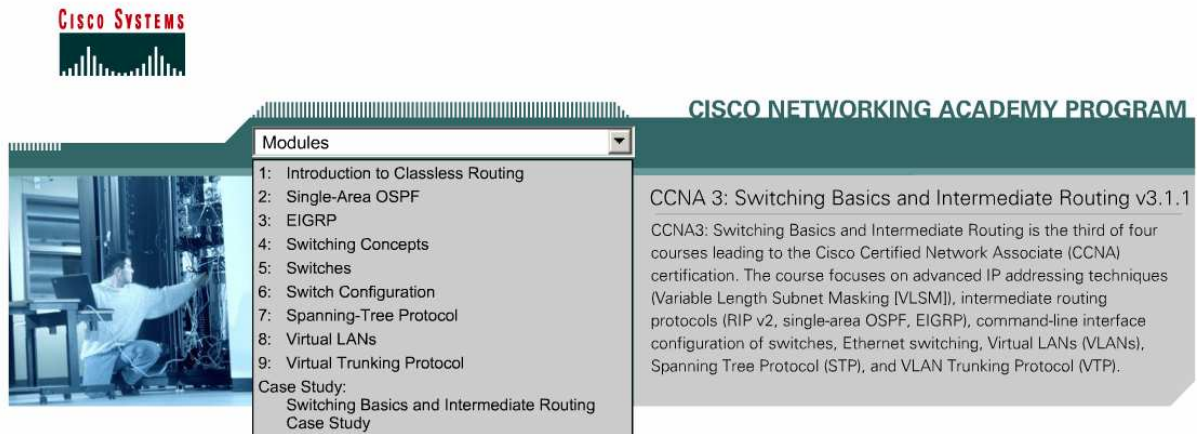 CISCO SYSTEMS
CISCO NETWORKING ACADEMY PROGRAM
Modules
1: Introduction to Classless Routing
2: Single-Area OSPF
3: EIGRP
4: Switching Concepts
5: Switches
6: Switch Configuration
7: Spanning-Tree Protocol
8: Virtual LANs
9: Virtual Trunking Protocol
Case Study:
Switching Basics and Intermediate Routing
Case Study
CCNA 3: Switching Basics and Intermediate Routing v3.1.1
CCNA3: Switching Basics and Intermediate Routing is the third of four
courses leading to the Cisco Certified Network Associate (CCNA)
certification. The course focuses on advanced IP addressing techniques
(Variable Length Subnet Masking [VLSM]), intermediate routing
protocols (RIP v2, single-area OSPF, EIGRP), command-line interface
configuration of switches, Ethernet switching, Virtual LANs (VLANs),
Spanning Tree Protocol (STP), and VLAN Trunking Protocol (VTP).